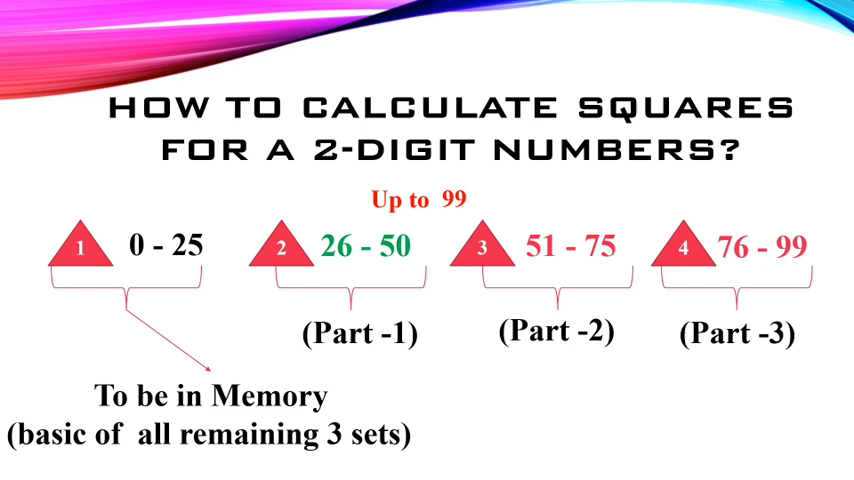 HOW TO CALCULATE SQUARES
FOR A 2-DIGIT NUMBERS?
Up to 99
1 0 - 25 2 26 - 50 3 51 - 75 4 76 - 99
(Part -1) (Part -2) (Part -3)
To be in Memory
(basic of all remaining 3 sets)